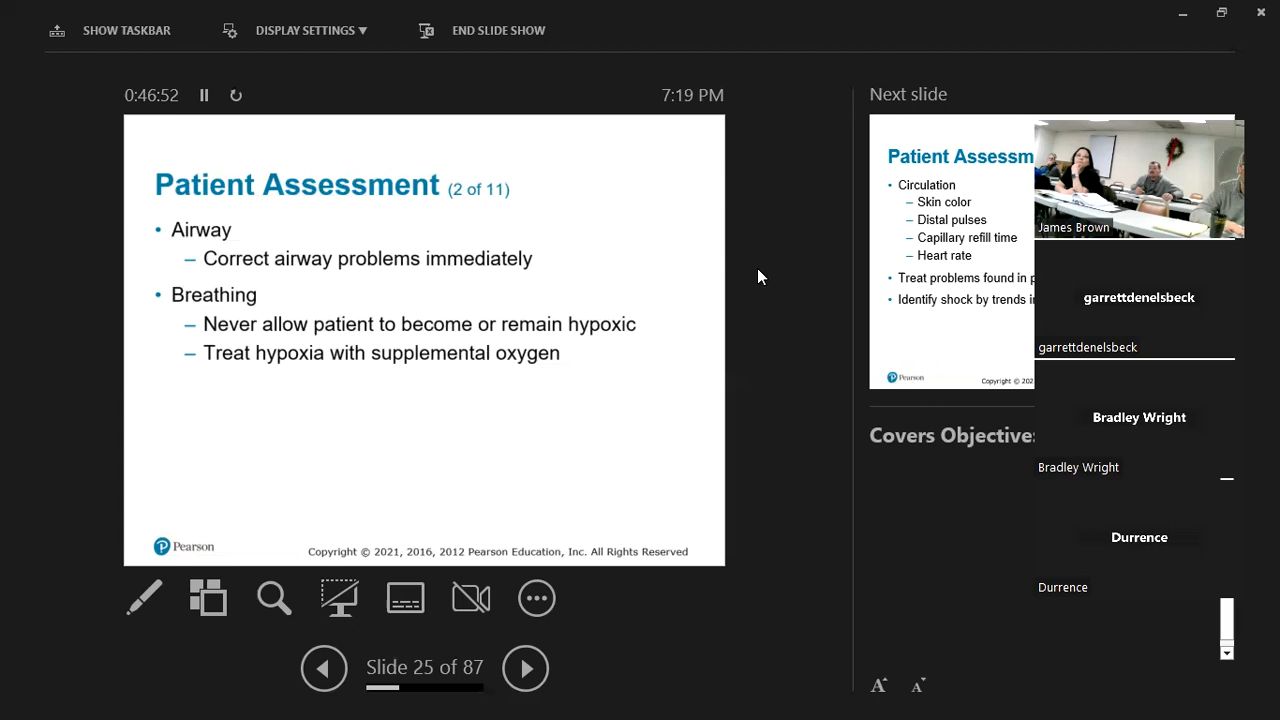 SHOW TASKBAR
DISPLAY SETTINGS
END SLIDE SHOW
0:46:52
7:19 PM
Patient Assessment (2 of 11)
• Airway
– Correct airway problems immediately
• Breathing
– Never allow patient to become or remain hypoxic
– Treat hypoxia with supplemental oxygen
Pearson
Copyright © 2021, 2016, 2012 Pearson Education, Inc. All Rights Reserved
Slide 25 of 87
Next slide
Patient Assessm
• Circulation
– Skin color
– Distal pulses
– Capillary refill time
– Heart rate
• Treat problems found in p
• Identify shock by trends i
Pearson
Copyright © 202
Covers Objective
A
A
James Brown
garrettdenelsbeck
garrettdenelsbeck
Bradley Wright
Bradley Wright
Durrence
Durrence